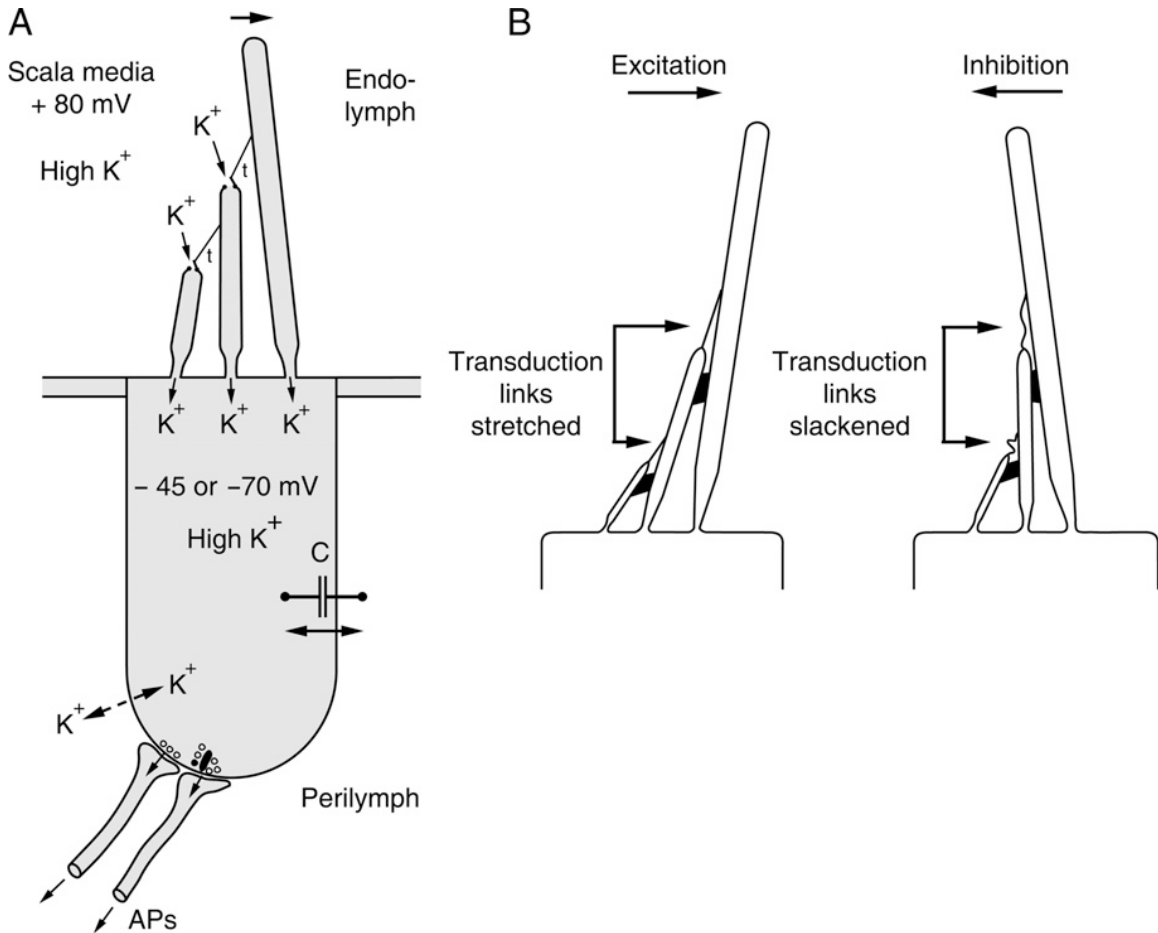 A
Scala media
+ 80 mV
High K+
Endo-
lymph
K+
t
K+
t
K+
K+
K+
– 45 or –70 mV
High K+
C
K+
K+
Perilymph
APs
B
Excitation
Inhibition
Transduction
links
stretched
Transduction
links
slackened